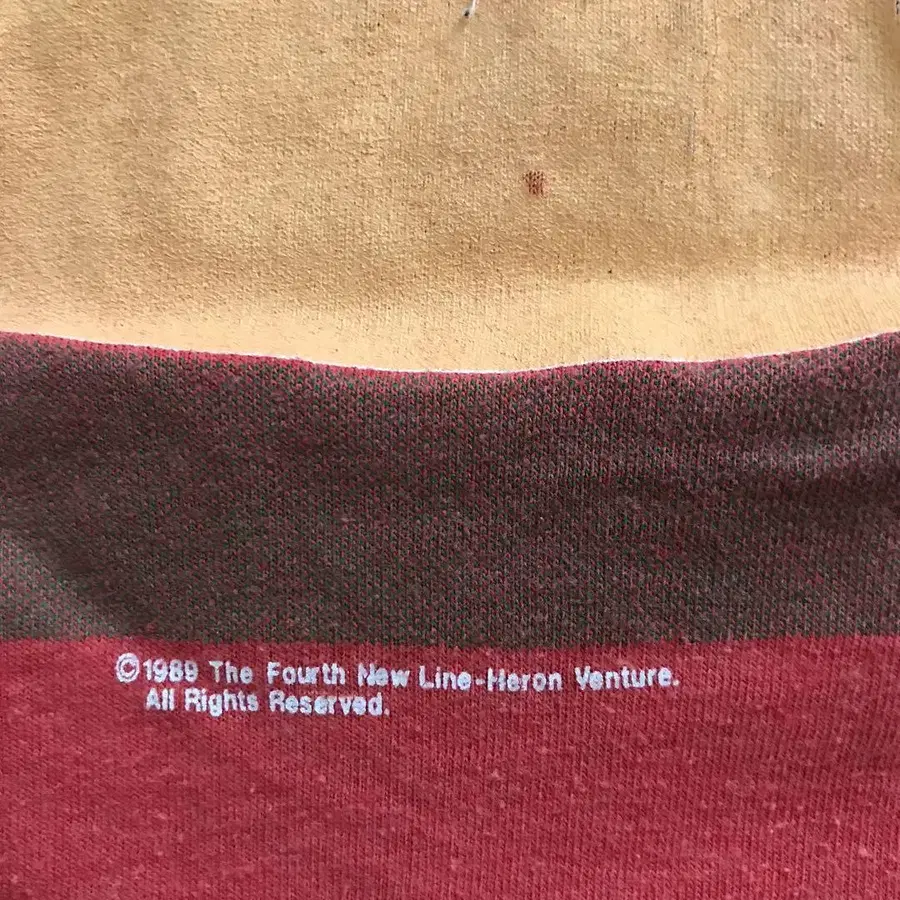 ©1989 The Fourth New Line-Heron Venture.
All Rights Reserved.